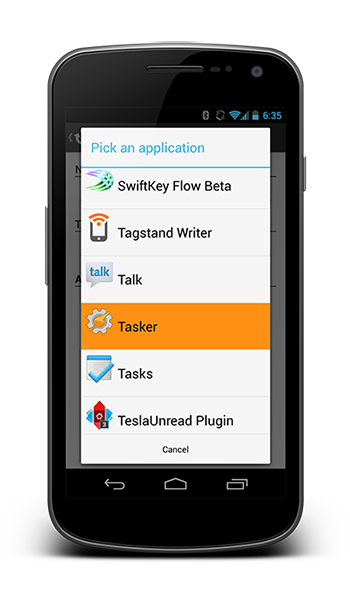 6:35
Pick an application
SwiftKey Flow Beta
Tagstand Writer
talk
Talk
Tasker
Tasks
TeslaUnread Plugin
Cancel